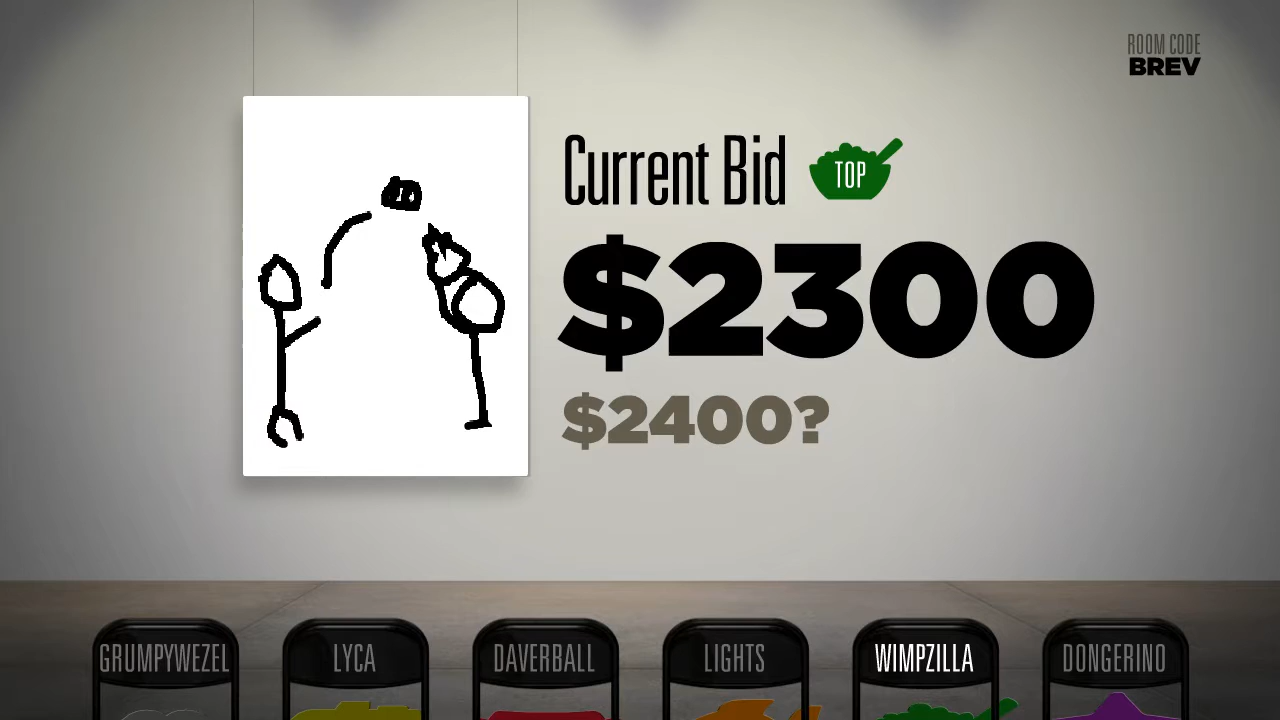 ROOM CODE
BREV
Current Bid
TOP
$2300
$2400?
GRUMPYWEZEL
LYCA
DAVERBALL
LIGHTS
WIMPZILLA
DONGERINO